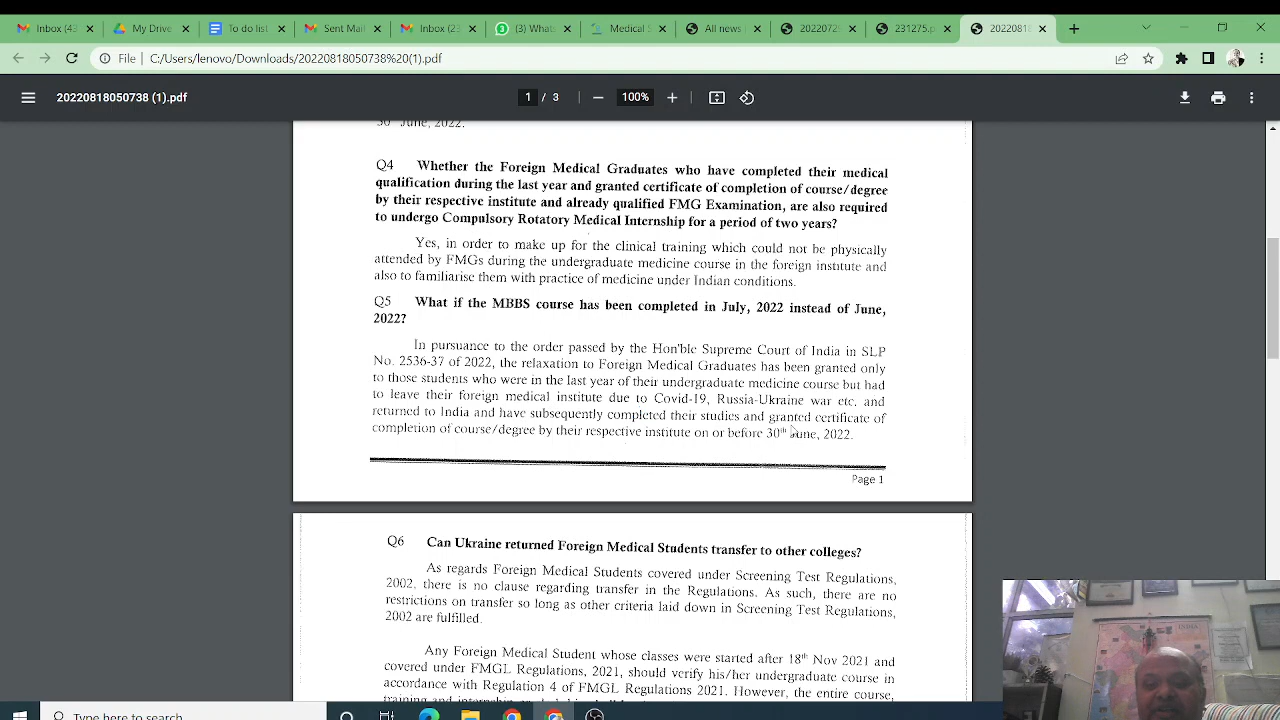 Inbox (43
My Drive
To do list
Sent Mail
Inbox (23
(3) What
Medical S
All news
20220725
231275.p
20220818
File
C:/Users/lenovo/Downloads/20220818050738%20(1).pdf
20220818050738 (1).pdf
1 / 3
100%
30 June, 2022.
Q4 Whether the Foreign Medical Graduates who have completed their medical
qualification during the last year and granted certificate of completion of course/degree
by their respective institute and already qualified FMG Examination, are also required
to undergo Compulsory Rotatory Medical Internship for a period of two years?
Yes, in order to make up for the clinical training which could not be physically
attended by FMGs during the undergraduate medicine course in the foreign institute and
also to familiarise them with practice of medicine under Indian conditions.
Q5 What if the MBBS course has been completed in July, 2022 instead of June,
2022?
In pursuance to the order passed by the Hon'ble Supreme Court of India in SLP
No. 2536-37 of 2022, the relaxation to Foreign Medical Graduates has been granted only
to those students who were in the last year of their undergraduate medicine course but had
to leave their foreign medical institute due to Covid-19, Russia-Ukraine war etc. and
returned to India and have subsequently completed their studies and granted certificate of
completion of course/degree by their respective institute on or before 30th June, 2022.
Page 1
Q6 Can Ukraine returned Foreign Medical Students transfer to other colleges?
As regards Foreign Medical Students covered under Screening Test Regulations,
2002, there is no clause regarding transfer in the Regulations. As such, there are no
restrictions on transfer so long as other criteria laid down in Screening Test Regulations,
2002 are fulfilled.
Any Foreign Medical Student whose classes were started after 18th Nov 2021 and
covered under FMGL Regulations, 2021, should verify his/her undergraduate course in
accordance with Regulation 4 of FMGL Regulations 2021. However, the entire course,
training and internship
INDIA
Type here to search